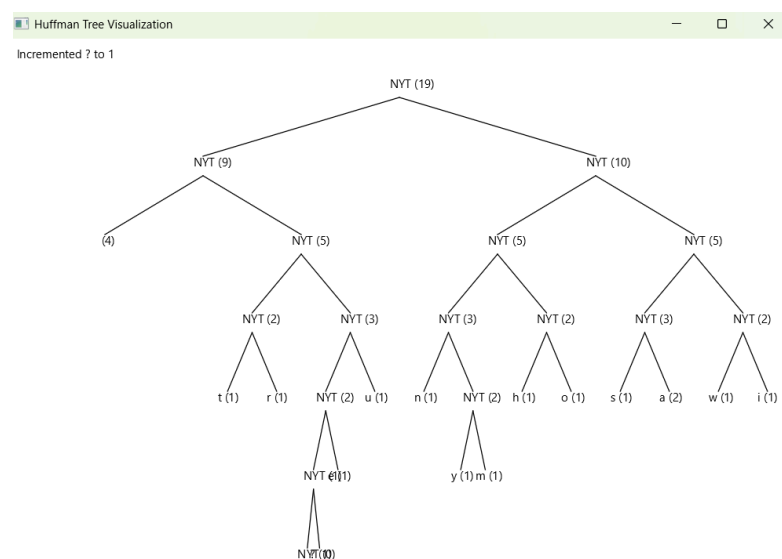 Huffman Tree Visualization
Incremented ? to 1
NYT (19)
NYT (9) NYT (10)
(4) NYT (5) NYT (5) NYT (5)
NYT (2) NYT (3) NYT (3) NYT (2) NYT (3) NYT (2)
t (1) r (1) NYT (2) u (1) n (1) NYT (2) h (1) o (1) s (1) a (2) w (1) i (1)
NYT y (1) m (1)